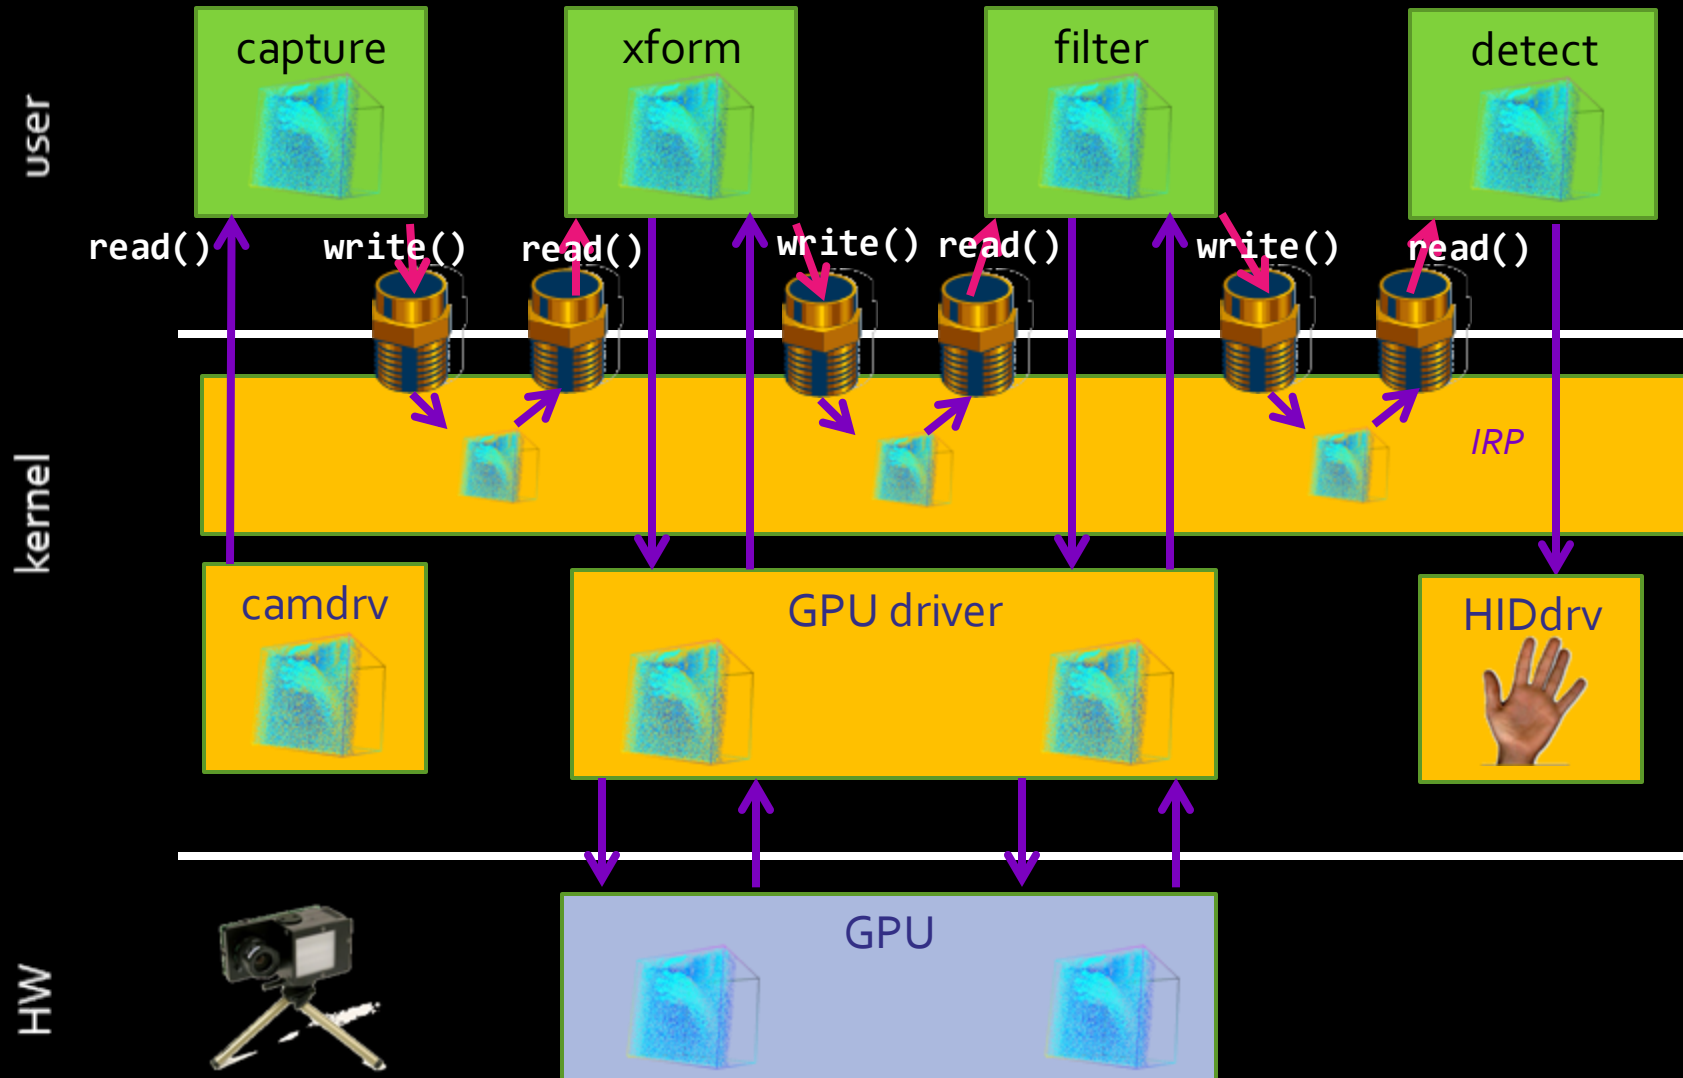 capture
xform
filter
detect
user
read()
write()
read()
write()
read()
write()
read()
IRP
kernel
camdrv
GPU driver
HIDdrv
GPU
HW